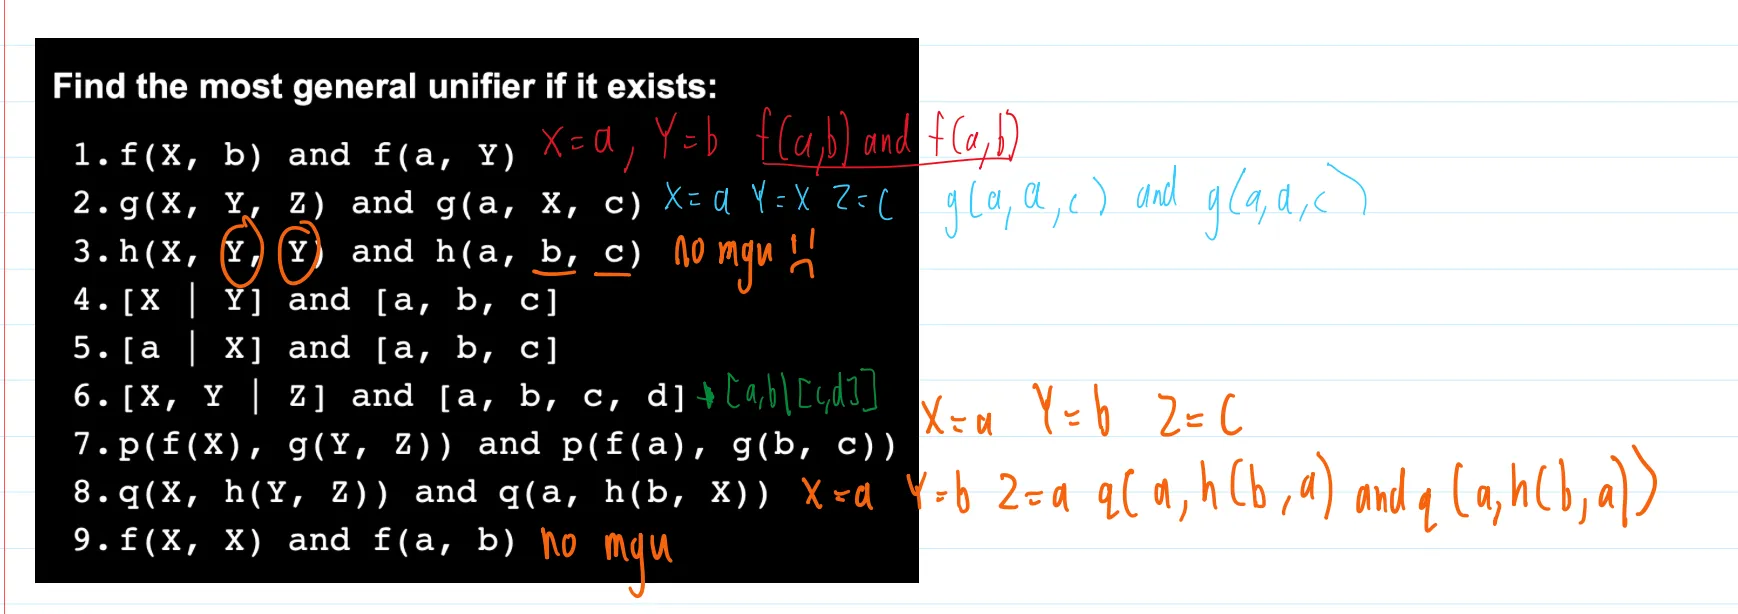 Find the most general unifier if it exists:
1. f(X, b) and f(a, Y) X=a, Y=b f(a,b) and f(a,b)
2. g(X, Y, Z) and g(a, X, c) X=a Y=X Z=c g(a, a, c) and g(a,a,c)
3. h(X, Y, Y) and h(a, b, c) no mgu
4. [X | Y] and [a, b, c]
5. [a | X] and [a, b, c]
6. [X, Y | Z] and [a, b, c, d] → [a,b|[c,d]]
7. p(f(X), g(Y, Z)) and p(f(a), g(b, c)) X=a Y=b Z=C
8. q(X, h(Y, Z)) and q(a, h(b, X)) X=a Y=b Z=a q(a,h(b,a) and q(a,h(b,a))
9. f(X, X) and f(a, b) no mgu